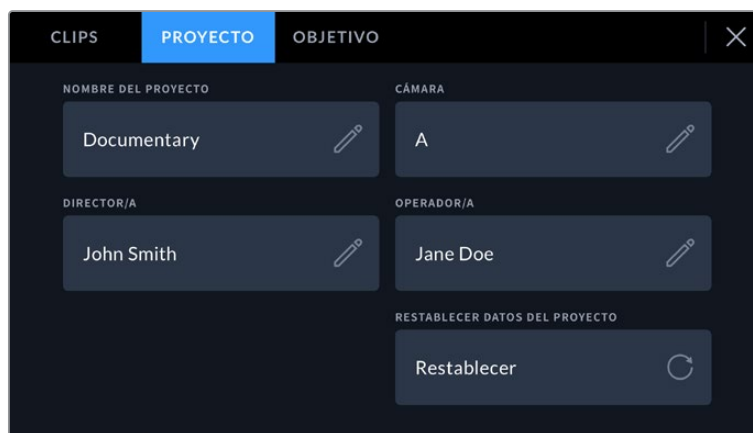 CLIPS PROYECTO OBJETIVO
NOMBRE DEL PROYECTO CÁMARA
Documentary A
DIRECTOR/A OPERADOR/A
John Smith Jane Doe
RESTABLECER DATOS DEL PROYECTO
Restablecer